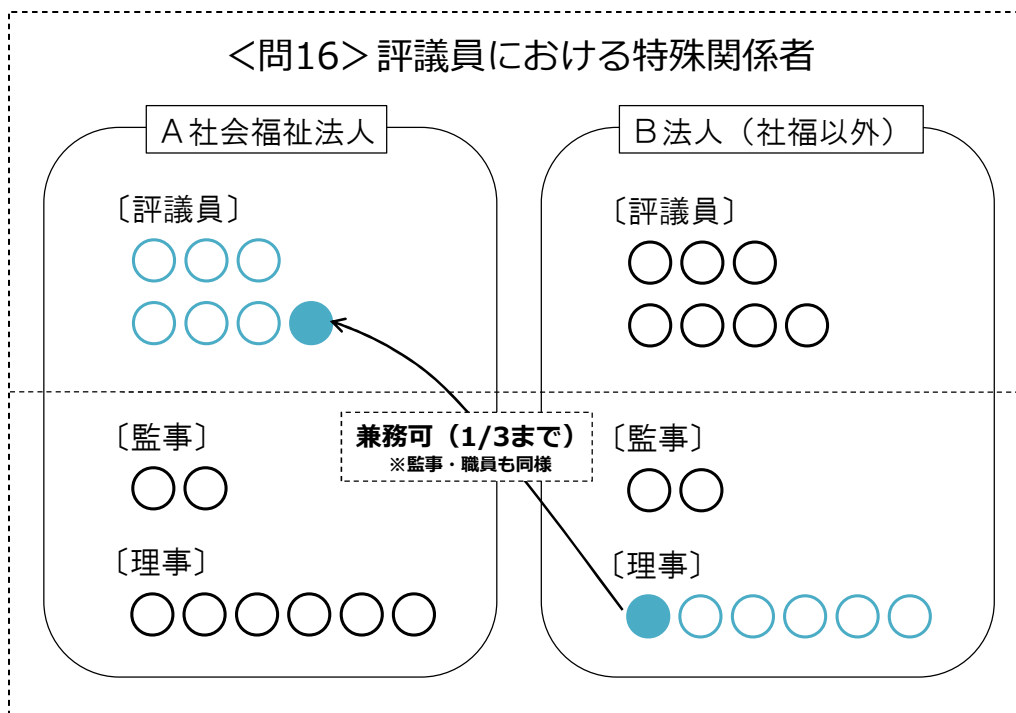 ＜問16＞評議員における特殊関係者
Ａ社会福祉法人
Ｂ法人（社福以外）
〔評議員〕
〔評議員〕
兼務可（1/3まで）
※監事・職員も同様
〔監事〕
〔監事〕
〔理事〕
〔理事〕